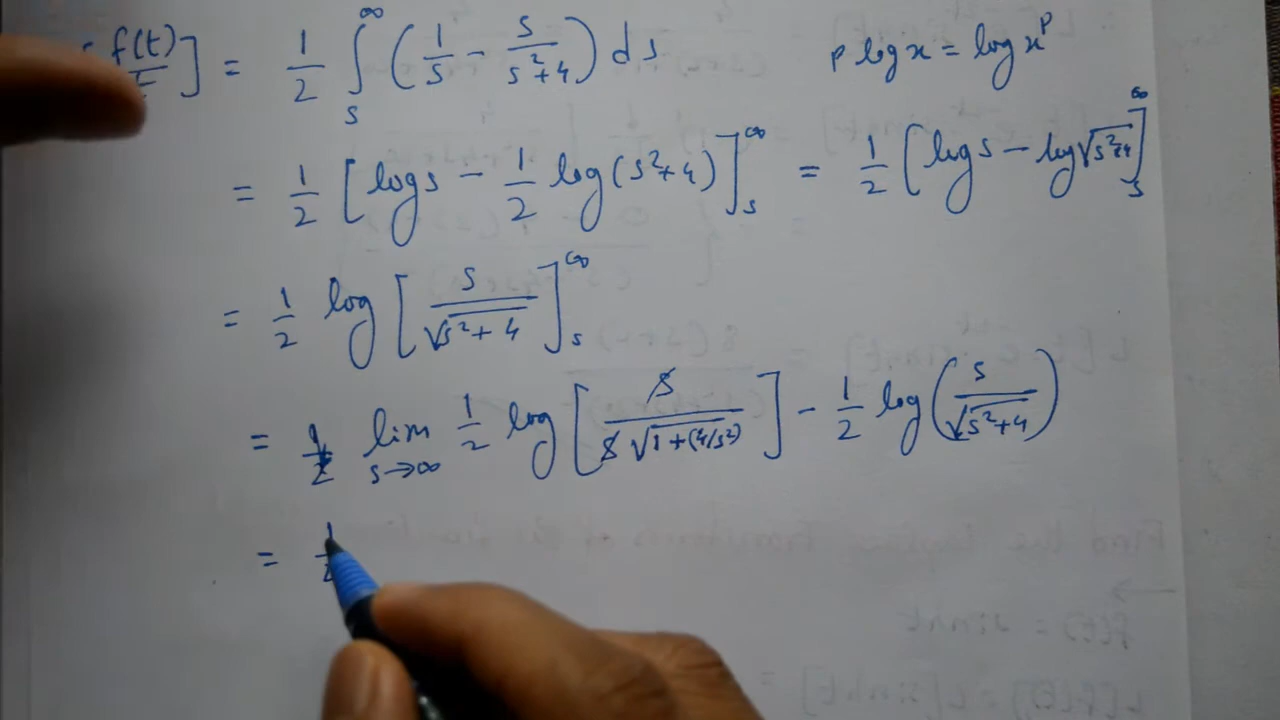 f(t)/t] = 1/2 ∫_s^∞ (1/s − s/(s²+4)) ds    p log x = log x^p
= 1/2 [log s − 1/2 log(s²+4)]_s^∞ = 1/2 [log s − log √(s²+4)]_s^∞
= 1/2 log [s/√(s²+4)]_s^∞
= lim_{s→∞} 1/2 log [s/(s√(1+(4/s²)))] − 1/2 log (s/√(s²+4))
= 1/2